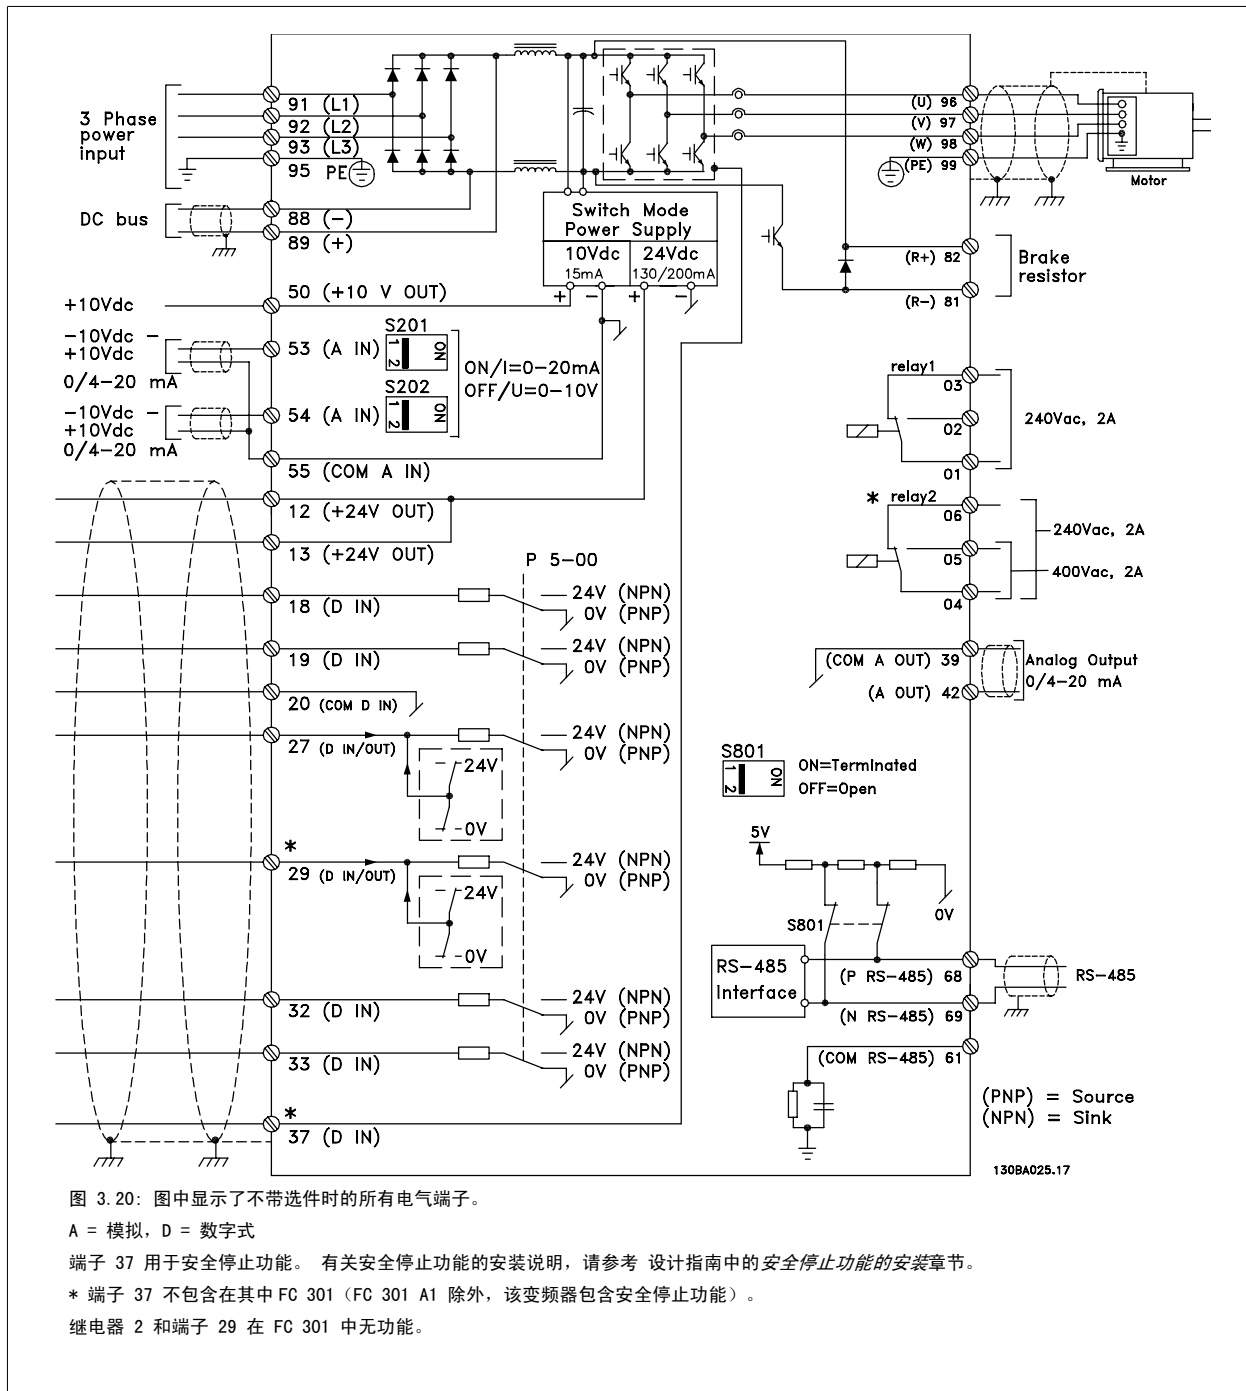 3 Phase
power
input
91 (L1)
92 (L2)
93 (L3)
95 PE
DC bus
88 (-)
89 (+)
+10Vdc
50 (+10 V OUT)
-10Vdc -
+10Vdc
0/4-20 mA
53 (A IN)
S201
1 2
ON
-10Vdc -
+10Vdc
0/4-20 mA
54 (A IN)
S202
1 2
ON
ON/I=0-20mA
OFF/U=0-10V
55 (COM A IN)
12 (+24V OUT)
13 (+24V OUT)
P 5-00
18 (D IN)
24V (NPN)
0V (PNP)
19 (D IN)
24V (NPN)
0V (PNP)
20 (COM D IN)
27 (D IN/OUT)
24V (NPN)
0V (PNP)
24V
0V
*
29 (D IN/OUT)
24V (NPN)
0V (PNP)
24V
0V
32 (D IN)
24V (NPN)
0V (PNP)
33 (D IN)
24V (NPN)
0V (PNP)
*
37 (D IN)
Switch Mode
Power Supply
10Vdc
15mA
24Vdc
130/200mA
+ - + -
(U) 96
(V) 97
(W) 98
(PE) 99
Motor
(R+) 82
(R-) 81
Brake
resistor
relay1
03
02
01
240Vac, 2A
* relay2
06
05
04
240Vac, 2A
400Vac, 2A
(COM A OUT) 39
(A OUT) 42
Analog Output
0/4-20 mA
S801
1 2
ON
ON=Terminated
OFF=Open
5V
0V
S801
RS-485
Interface
(P RS-485) 68
(N RS-485) 69
(COM RS-485) 61
RS-485
(PNP) = Source
(NPN) = Sink
130BA025.17
图 3.20: 图中显示了不带选件时的所有电气端子。
A = 模拟，D = 数字式
端子 37 用于安全停止功能。 有关安全停止功能的安装说明，请参考 设计指南中的安全停止功能的安装章节。
* 端子 37 不包含在其中 FC 301（FC 301 A1 除外，该变频器包含安全停止功能）。
继电器 2 和端子 29 在 FC 301 中无功能。